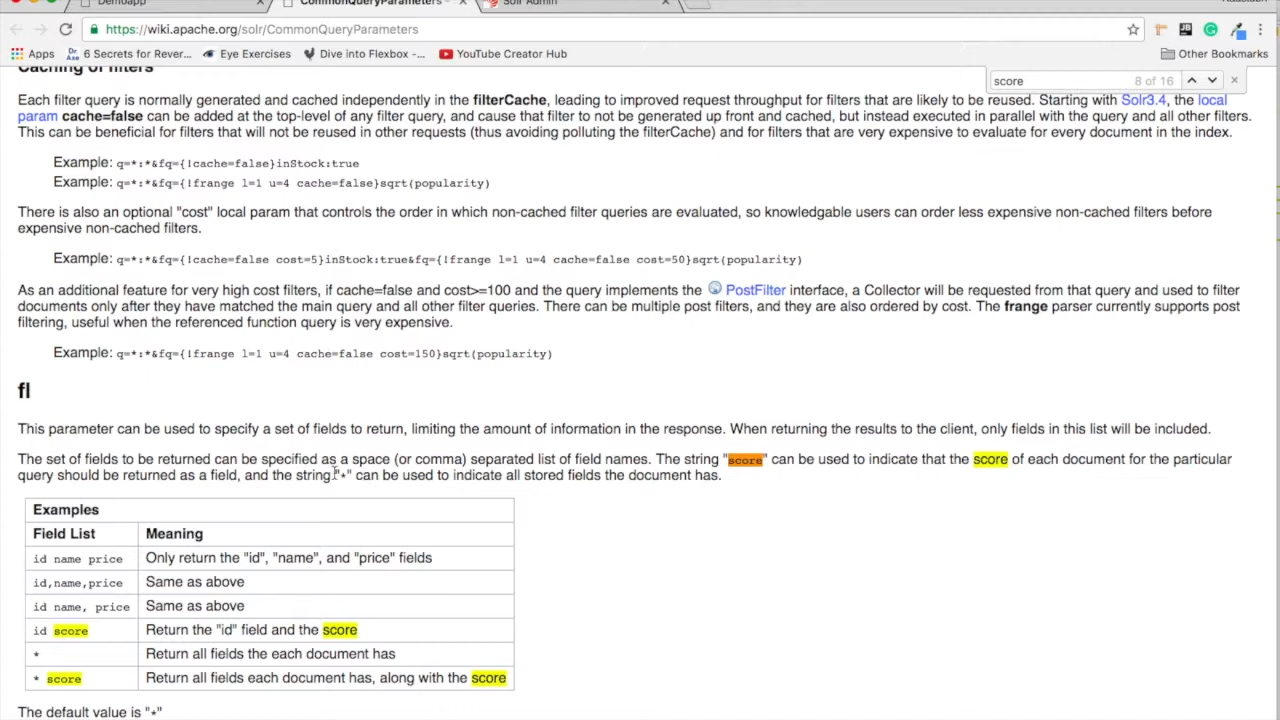 Demoapp
CommonQueryParameters -
Solr Admin
https://wiki.apache.org/solr/CommonQueryParameters
Apps 6 Secrets for Rever... Eye Exercises Dive into Flexbox -... YouTube Creator Hub Other Bookmarks
score 8 of 16
Caching of filters
Each filter query is normally generated and cached independently in the filterCache, leading to improved request throughput for filters that are likely to be reused. Starting with Solr3.4, the local
param cache=false can be added at the top-level of any filter query, and cause that filter to not be generated up front and cached, but instead executed in parallel with the query and all other filters.
This can be beneficial for filters that will not be reused in other requests (thus avoiding polluting the filterCache) and for filters that are very expensive to evaluate for every document in the index.
Example: q=*:*&fq={!cache=false}inStock:true
Example: q=*:*&fq={!frange l=1 u=4 cache=false}sqrt(popularity)
There is also an optional "cost" local param that controls the order in which non-cached filter queries are evaluated, so knowledgable users can order less expensive non-cached filters before
expensive non-cached filters.
Example: q=*:*&fq={!cache=false cost=5}inStock:true&fq={!frange l=1 u=4 cache=false cost=50}sqrt(popularity)
As an additional feature for very high cost filters, if cache=false and cost>=100 and the query implements the PostFilter interface, a Collector will be requested from that query and used to filter
documents only after they have matched the main query and all other filter queries. There can be multiple post filters, and they are also ordered by cost. The frange parser currently supports post
filtering, useful when the referenced function query is very expensive.
Example: q=*:*&fq={!frange l=1 u=4 cache=false cost=150}sqrt(popularity)
fl
This parameter can be used to specify a set of fields to return, limiting the amount of information in the response. When returning the results to the client, only fields in this list will be included.
The set of fields to be returned can be specified as a space (or comma) separated list of field names. The string "score" can be used to indicate that the score of each document for the particular
query should be returned as a field, and the string "*" can be used to indicate all stored fields the document has.
Examples
Field List Meaning
id name price Only return the "id", "name", and "price" fields
id,name,price Same as above
id name, price Same as above
id score Return the "id" field and the score
* Return all fields the each document has
* score Return all fields each document has, along with the score
The default value is "*"